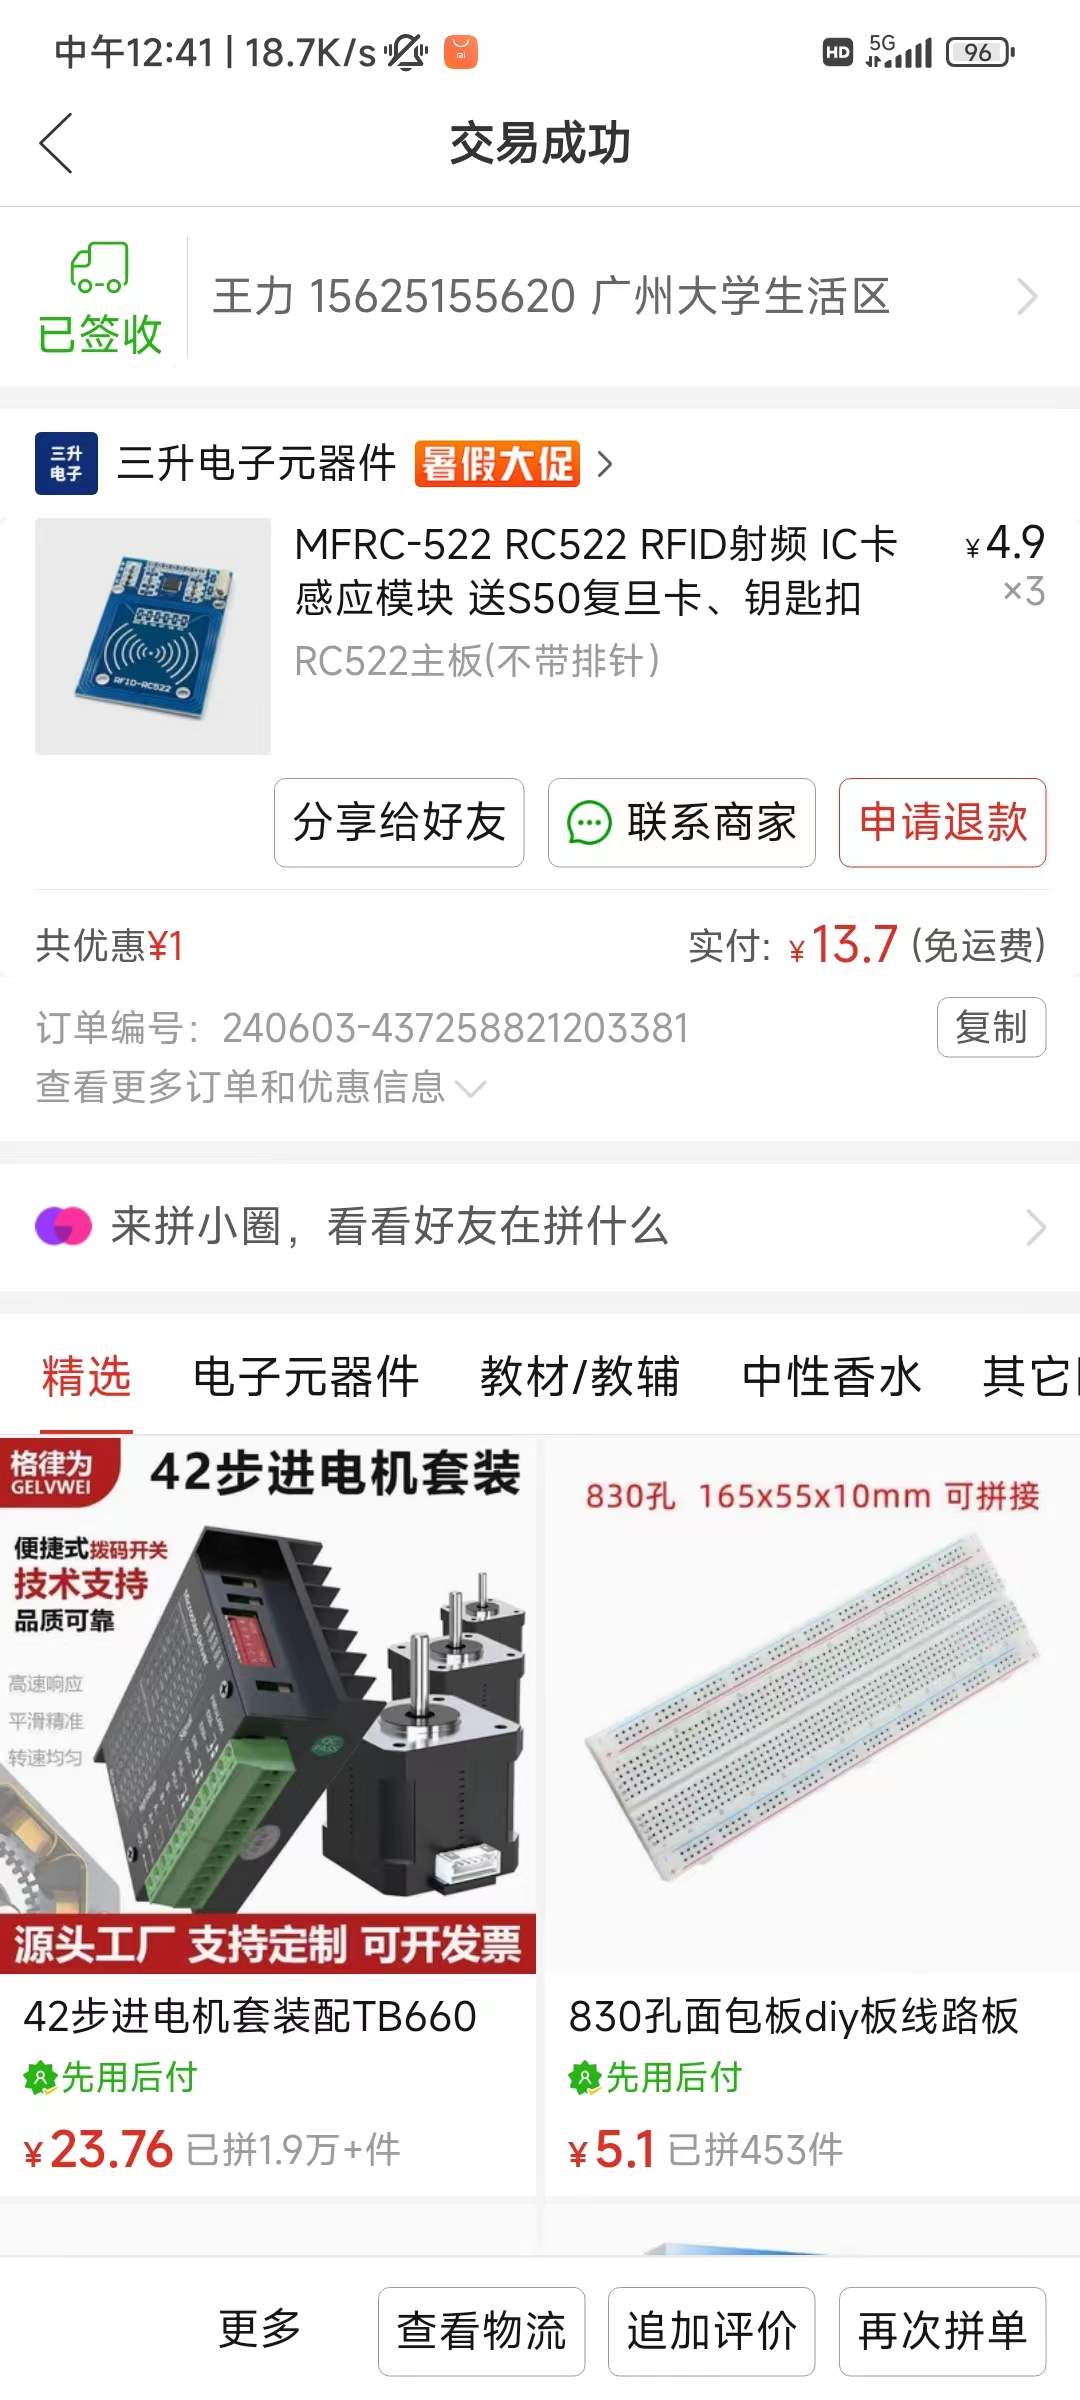 中午12:41 | 18.7K/s
HD 5G 96
交易成功
已签收
王力 15625155620 广州大学生活区
三升电子
三升电子元器件 暑假大促
MFRC-522 RC522 RFID射频 IC卡
感应模块 送S50复旦卡、钥匙扣
¥4.9
×3
RC522主板(不带排针)
RFID-RC522
分享给好友
联系商家
申请退款
共优惠¥1
实付: ¥13.7 (免运费)
订单编号: 240603-437258821203381
复制
查看更多订单和优惠信息
来拼小圈，看看好友在拼什么
精选 电子元器件 教材/教辅 中性香水 其它
格律为
GELVWEI
42步进电机套装
便捷式拨码开关
技术支持
品质可靠
高速响应
平滑精准
转速均匀
源头工厂 支持定制 可开发票
830孔 165x55x10mm 可拼接
42步进电机套装配TB660
先用后付
¥23.76 已拼1.9万+件
830孔面包板diy板线路板
先用后付
¥5.1 已拼453件
更多
查看物流
追加评价
再次拼单